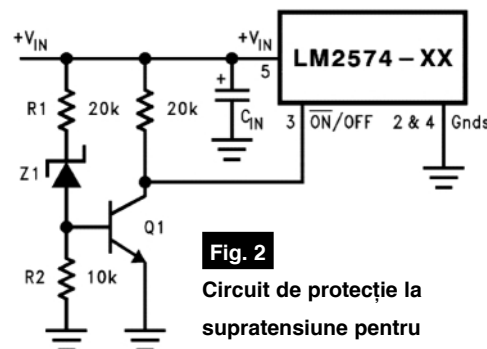 +VIN
+VIN
LM2574 – XX
5
R1
20k
20k
+
CIN
3
ON/OFF
2 & 4
Gnds
Z1
Q1
R2
10k
Fig. 2
Circuit de protecție la
supratensiune pentru